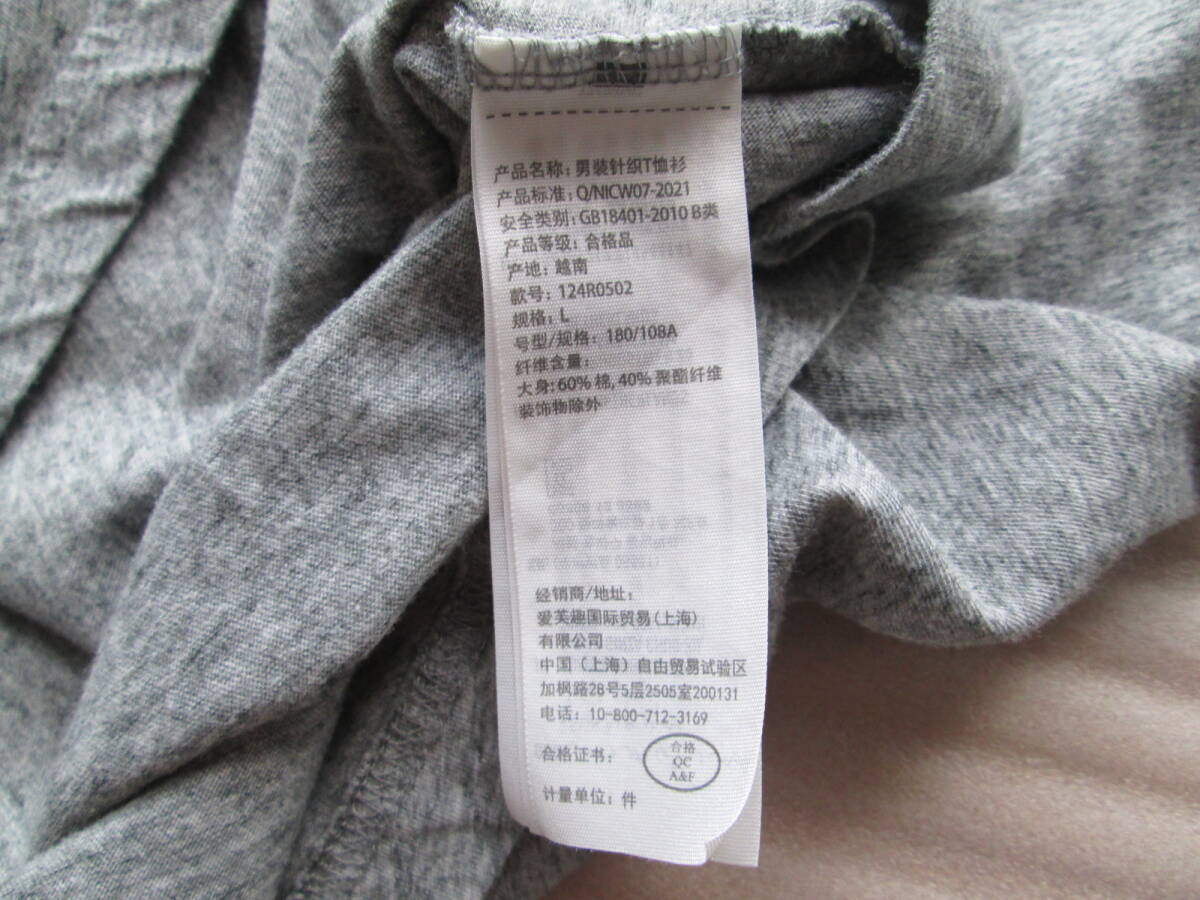 产品名称: 男装针织T恤衫
产品标准: Q/NICW07-2021
安全类别: GB18401-2010 B类
产品等级: 合格品
产地: 越南
款号: 124R0502
规格: L
号型/规格: 180/108A
纤维含量:
大身: 60% 棉, 40% 聚酯纤维
装饰物除外
经销商/地址:
爱芙趣国际贸易(上海)
有限公司
中国（上海）自由贸易试验区
加枫路28号5层2505室200131
电话: 10-800-712-3169
合格证书:
合格
QC
A&F
计量单位: 件